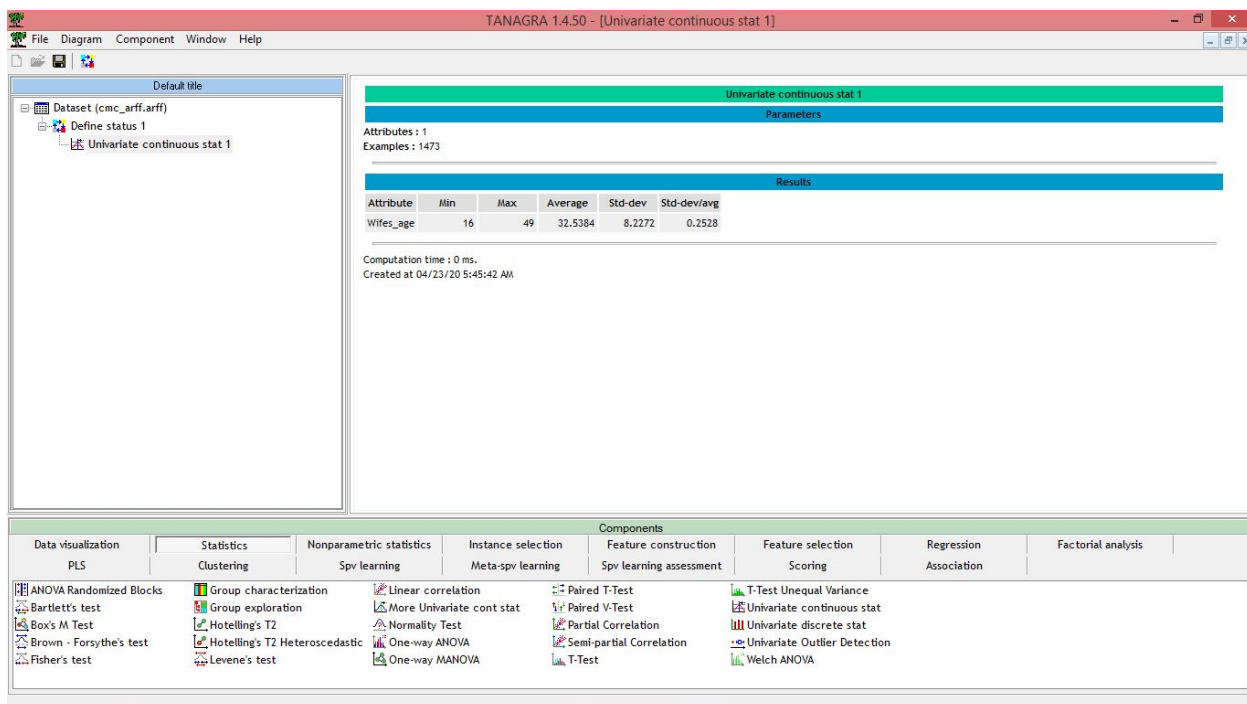 TANAGRA 1.4.50 - [Univariate continuous stat 1]
File Diagram Component Window Help
Default title
Dataset (cmc_arff.arff)
Define status 1
Univariate continuous stat 1
Univariate continuous stat 1
Parameters
Attributes : 1
Examples : 1473
Results
Attribute Min Max Average Std-dev Std-dev/avg
Wifes_age 16 49 32.5384 8.2272 0.2528
Computation time : 0 ms.
Created at 04/23/20 5:45:42 AM
Components
Data visualization Statistics Nonparametric statistics Instance selection Feature construction Feature selection Regression Factorial analysis
PLS Clustering Spv learning Meta-spv learning Spv learning assessment Scoring Association
ANOVA Randomized Blocks Group characterization Linear correlation Paired T-Test T-Test Unequal Variance
Bartlett's test Group exploration More Univariate cont stat Paired V-Test Univariate continuous stat
Box's M Test Hotelling's T2 Normality Test Partial Correlation Univariate discrete stat
Brown - Forsythe's test Hotelling's T2 Heteroscedastic One-way ANOVA Semi-partial Correlation Univariate Outlier Detection
Fisher's test Levene's test One-way MANOVA T-Test Welch ANOVA